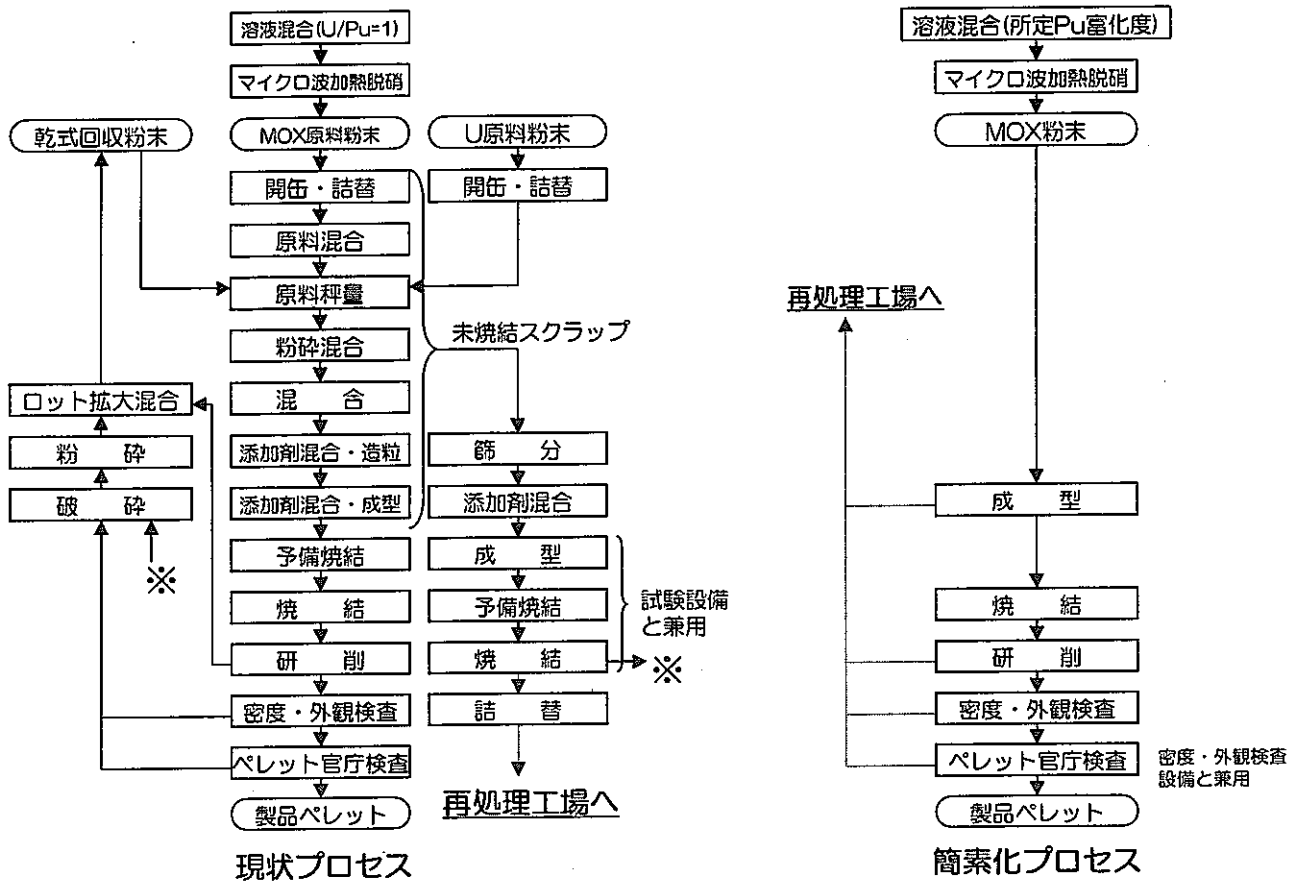 溶液混合(U/Pu=1)
マイクロ波加熱脱硝
MOX原料粉末
開缶・詰替
原料混合
原料秤量
粉砕混合
混 合
添加剤混合・造粒
添加剤混合・成型
予備焼結
焼 結
研 削
密度・外観検査
ペレット官庁検査
製品ペレット
乾式回収粉末
ロット拡大混合
粉 砕
破 砕
※
U原料粉末
開缶・詰替
未焼結スクラップ
篩 分
添加剤混合
成 型
予備焼結
焼 結
詰 替
試験設備
と兼用
※
再処理工場へ
現状プロセス
溶液混合(所定Pu富化度)
マイクロ波加熱脱硝
MOX粉末
再処理工場へ
成 型
焼 結
研 削
密度・外観検査
ペレット官庁検査
密度・外観検査
設備と兼用
製品ペレット
簡素化プロセス